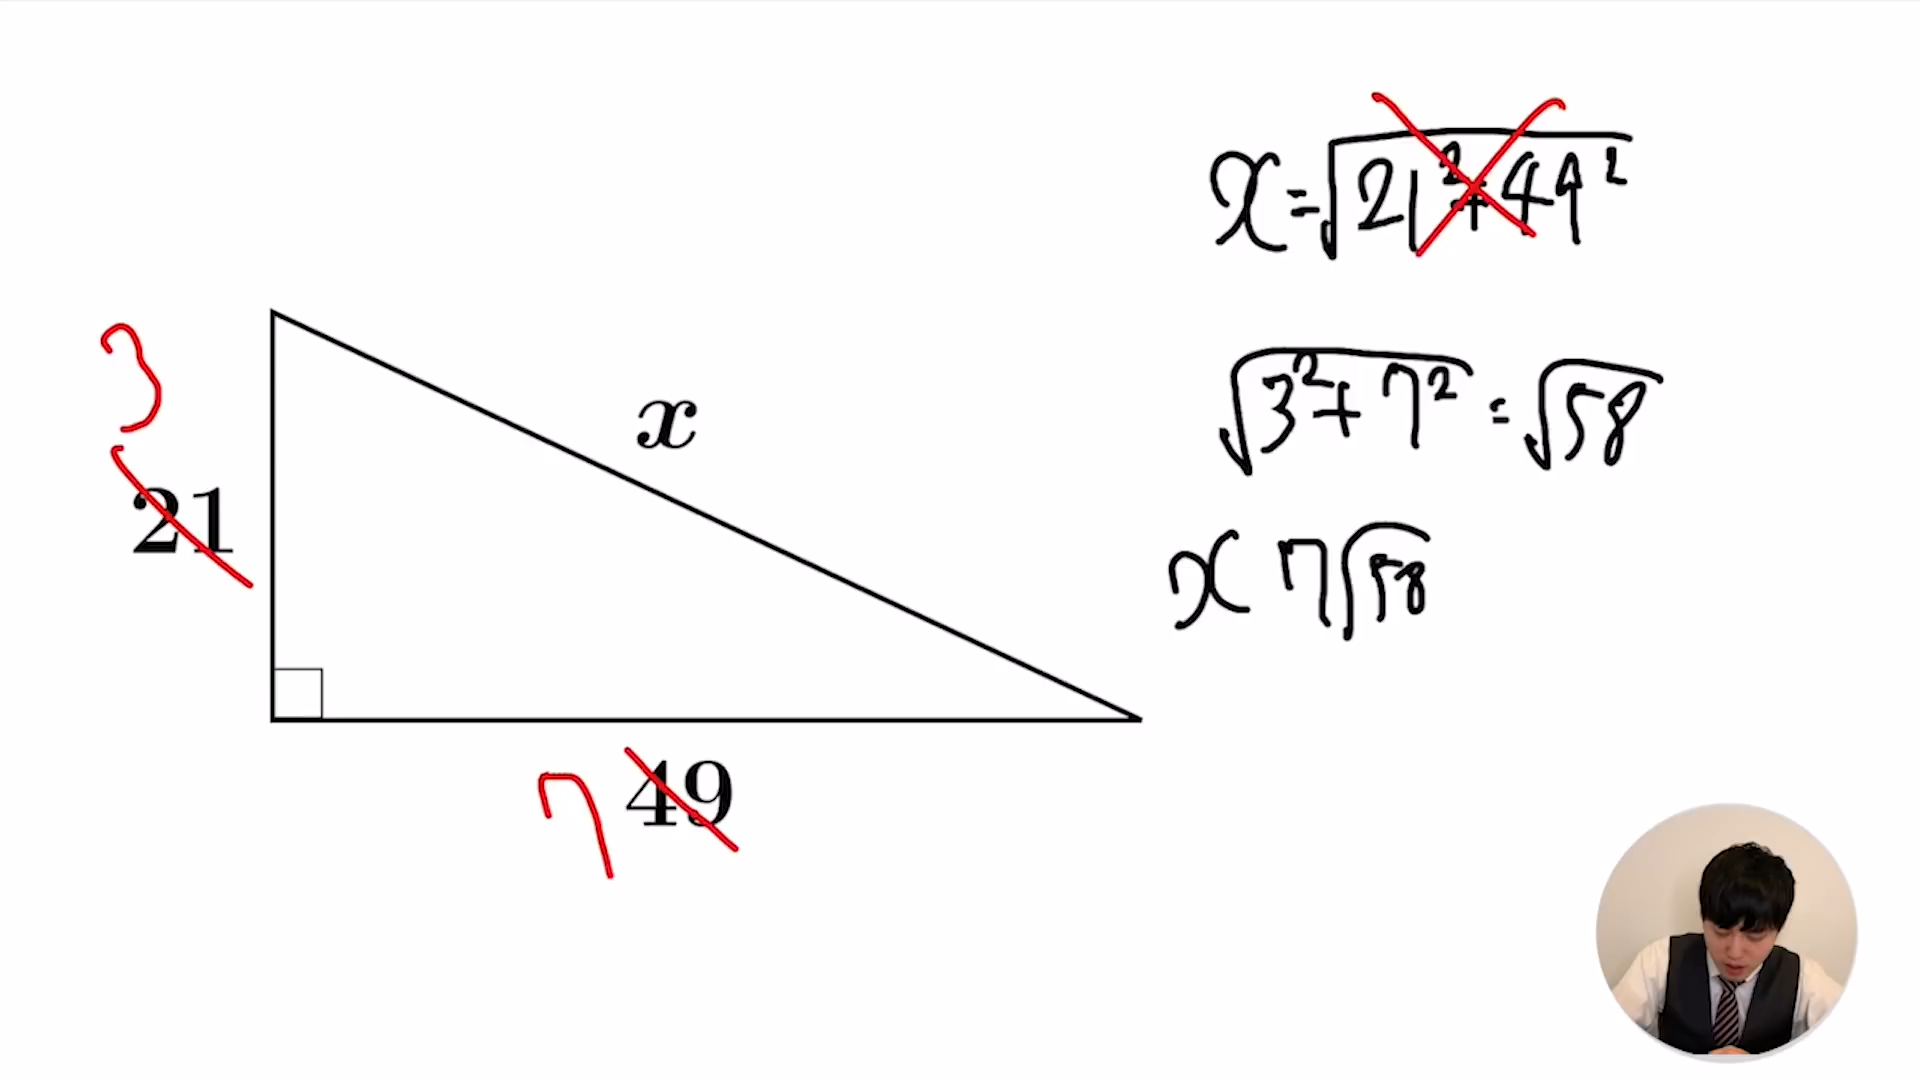 x=√21²+49²
3
√3²+7² = √58
x
21
x 7√58
7 49